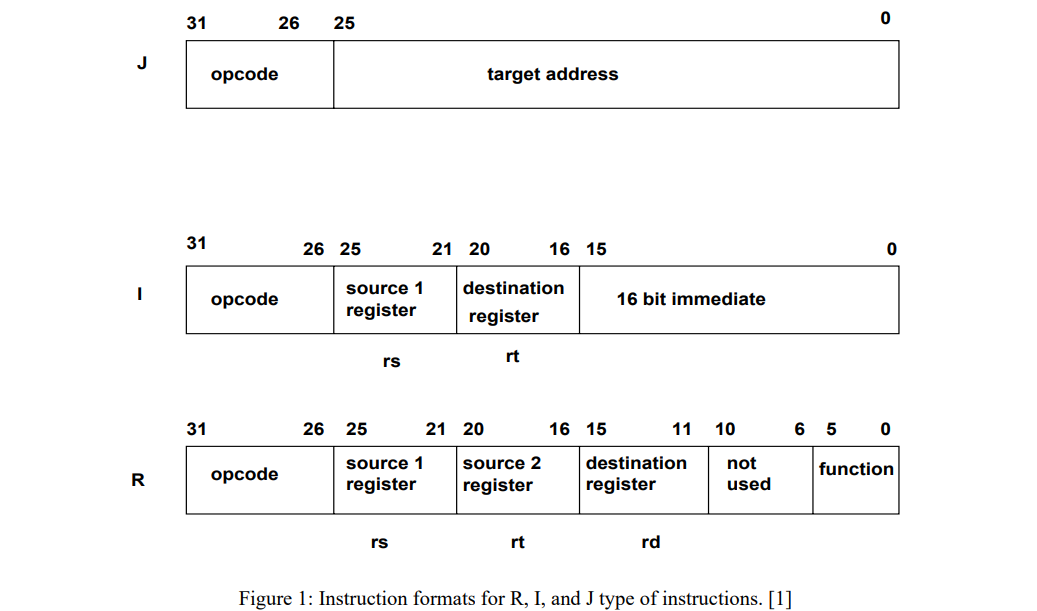 31 26 25 0
J
opcode target address
31 26 25 21 20 16 15 0
I
opcode source 1 register destination register 16 bit immediate
rs rt
31 26 25 21 20 16 15 11 10 6 5 0
R
opcode source 1 register source 2 register destination register not used function
rs rt rd
Figure 1: Instruction formats for R, I, and J type of instructions. [1]